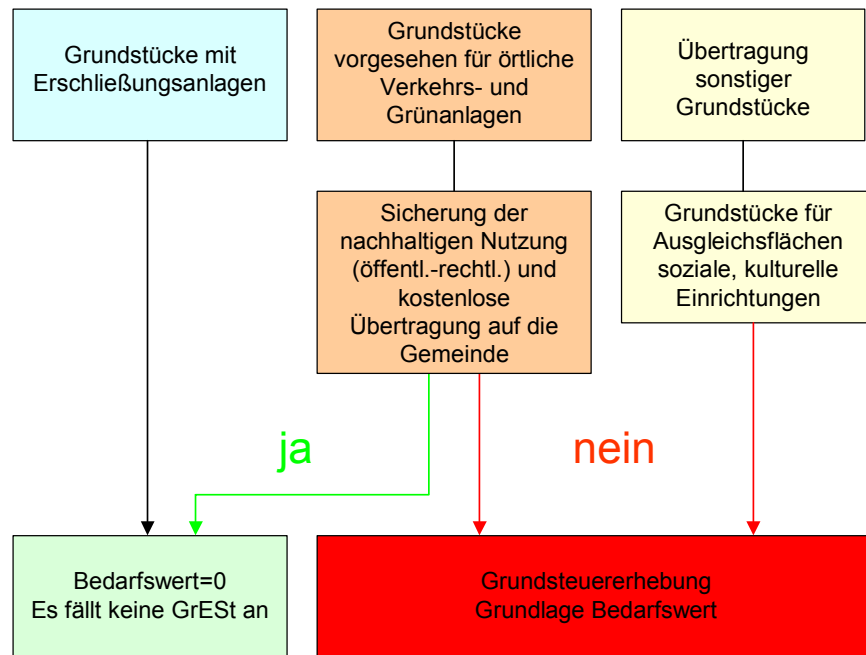 Grundstücke mit
Erschließungsanlagen
Grundstücke
vorgesehen für örtliche
Verkehrs- und
Grünanlagen
Übertragung
sonstiger
Grundstücke
Sicherung der
nachhaltigen Nutzung
(öffentl.-rechtl.) und
kostenlose
Übertragung auf die
Gemeinde
Grundstücke für
Ausgleichsflächen
soziale, kulturelle
Einrichtungen
ja
nein
Bedarfswert=0
Es fällt keine GrESt an
Grundsteuererhebung
Grundlage Bedarfswert